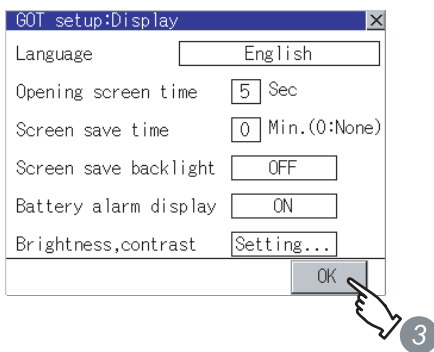 GOT setup:Display ×
Language English
Opening screen time 5 Sec
Screen save time 0 Min.(0:None)
Screen save backlight OFF
Battery alarm display ON
Brightness,contrast Setting...
OK
3